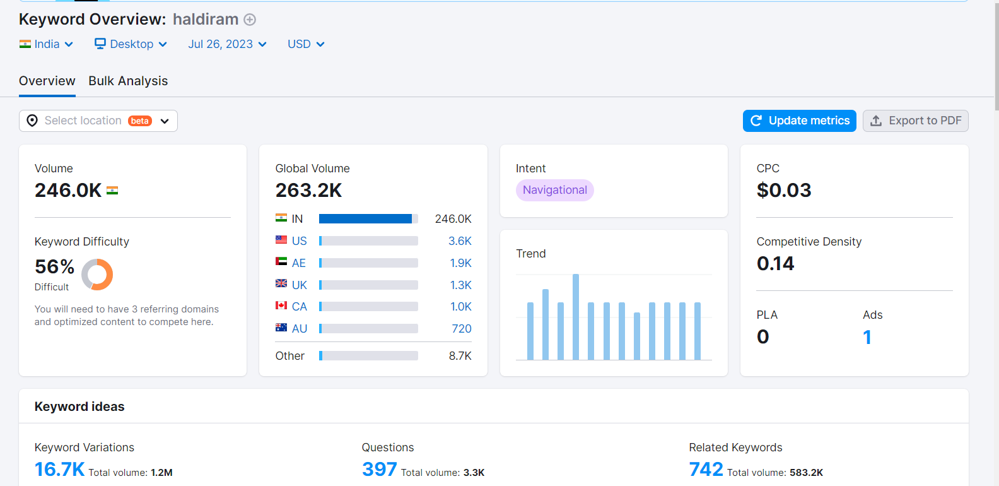 Keyword Overview: haldiram
India Desktop Jul 26, 2023 USD
Overview Bulk Analysis
Select location beta
Update metrics Export to PDF
Volume
246.0K
Keyword Difficulty
56%
Difficult
You will need to have 3 referring domains
and optimized content to compete here.
Global Volume
263.2K
IN 246.0K
US 3.6K
AE 1.9K
UK 1.3K
CA 1.0K
AU 720
Other 8.7K
Intent
Navigational
Trend
CPC
$0.03
Competitive Density
0.14
PLA Ads
0 1
Keyword ideas
Keyword Variations
16.7K Total volume: 1.2M
Questions
397 Total volume: 3.3K
Related Keywords
742 Total volume: 583.2K